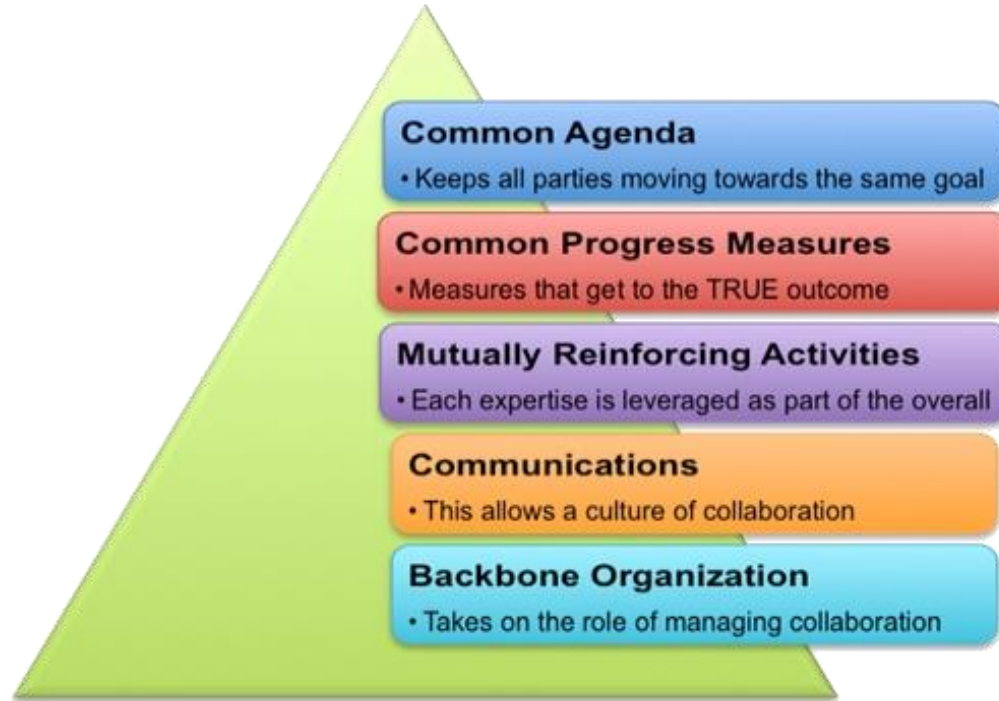 Common Agenda
• Keeps all parties moving towards the same goal
Common Progress Measures
• Measures that get to the TRUE outcome
Mutually Reinforcing Activities
• Each expertise is leveraged as part of the overall
Communications
• This allows a culture of collaboration
Backbone Organization
• Takes on the role of managing collaboration